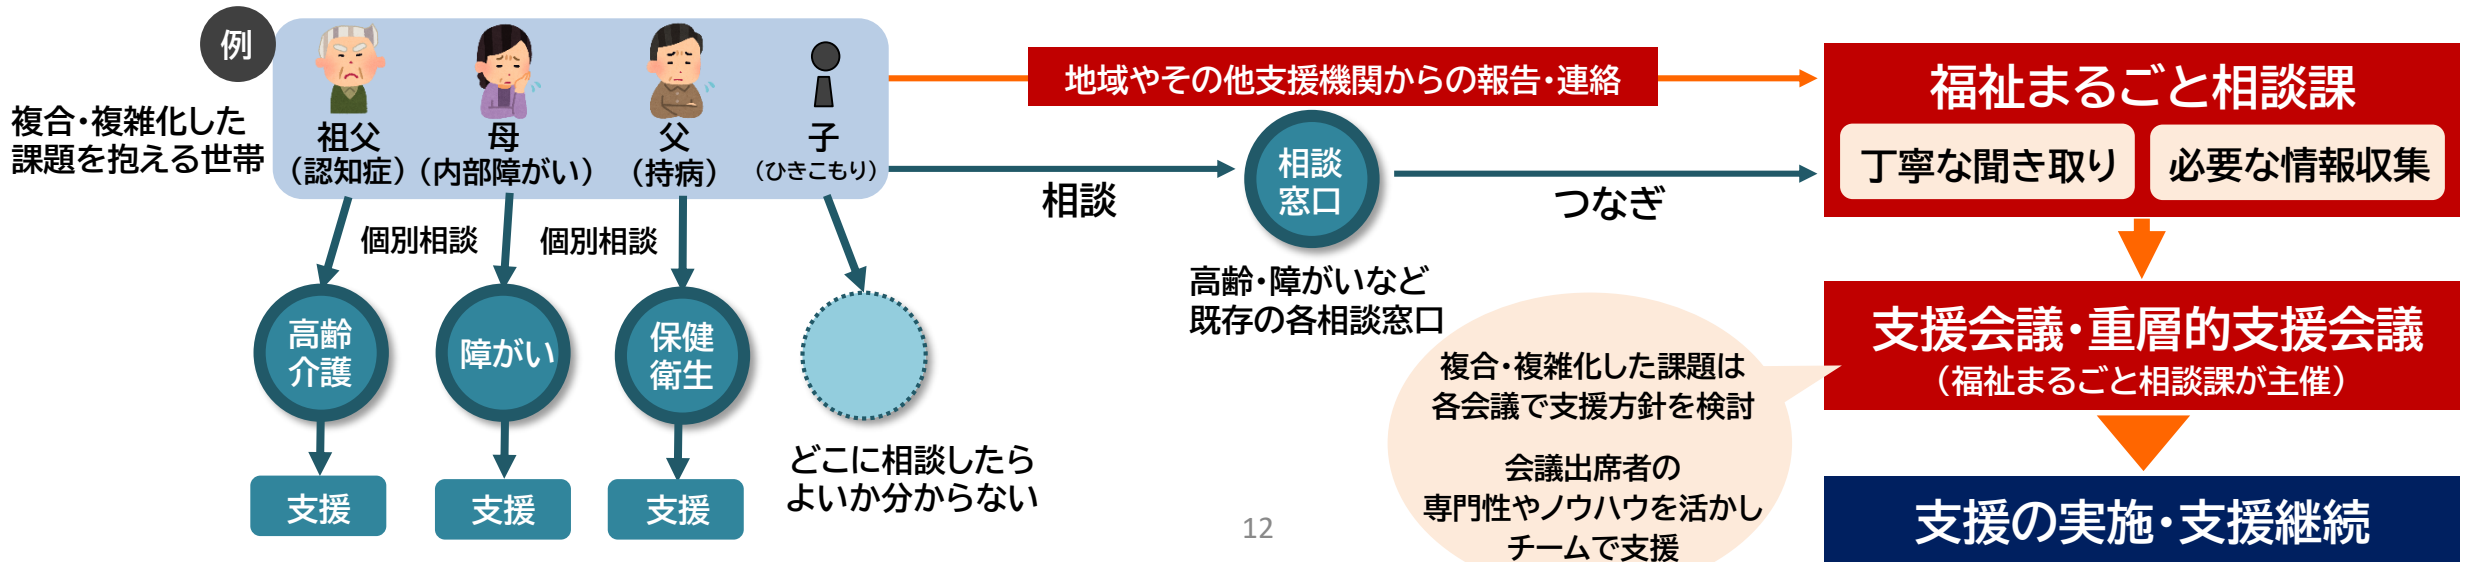 例
複合・複雑化した
課題を抱える世帯
祖父
（認知症）
母
（内部障がい）
父
（持病）
子
（ひきこもり）
個別相談
個別相談
高齢
介護
障がい
保健
衛生
支援
支援
支援
どこに相談したら
よいか分からない
地域やその他支援機関からの報告・連絡
相談
相談
窓口
つなぎ
高齢・障がいなど
既存の各相談窓口
福祉まるごと相談課
丁寧な聞き取り
必要な情報収集
支援会議・重層的支援会議
（福祉まるごと相談課が主催）
複合・複雑化した課題は
各会議で支援方針を検討
会議出席者の
専門性やノウハウを活かし
チームで支援
支援の実施・支援継続
12